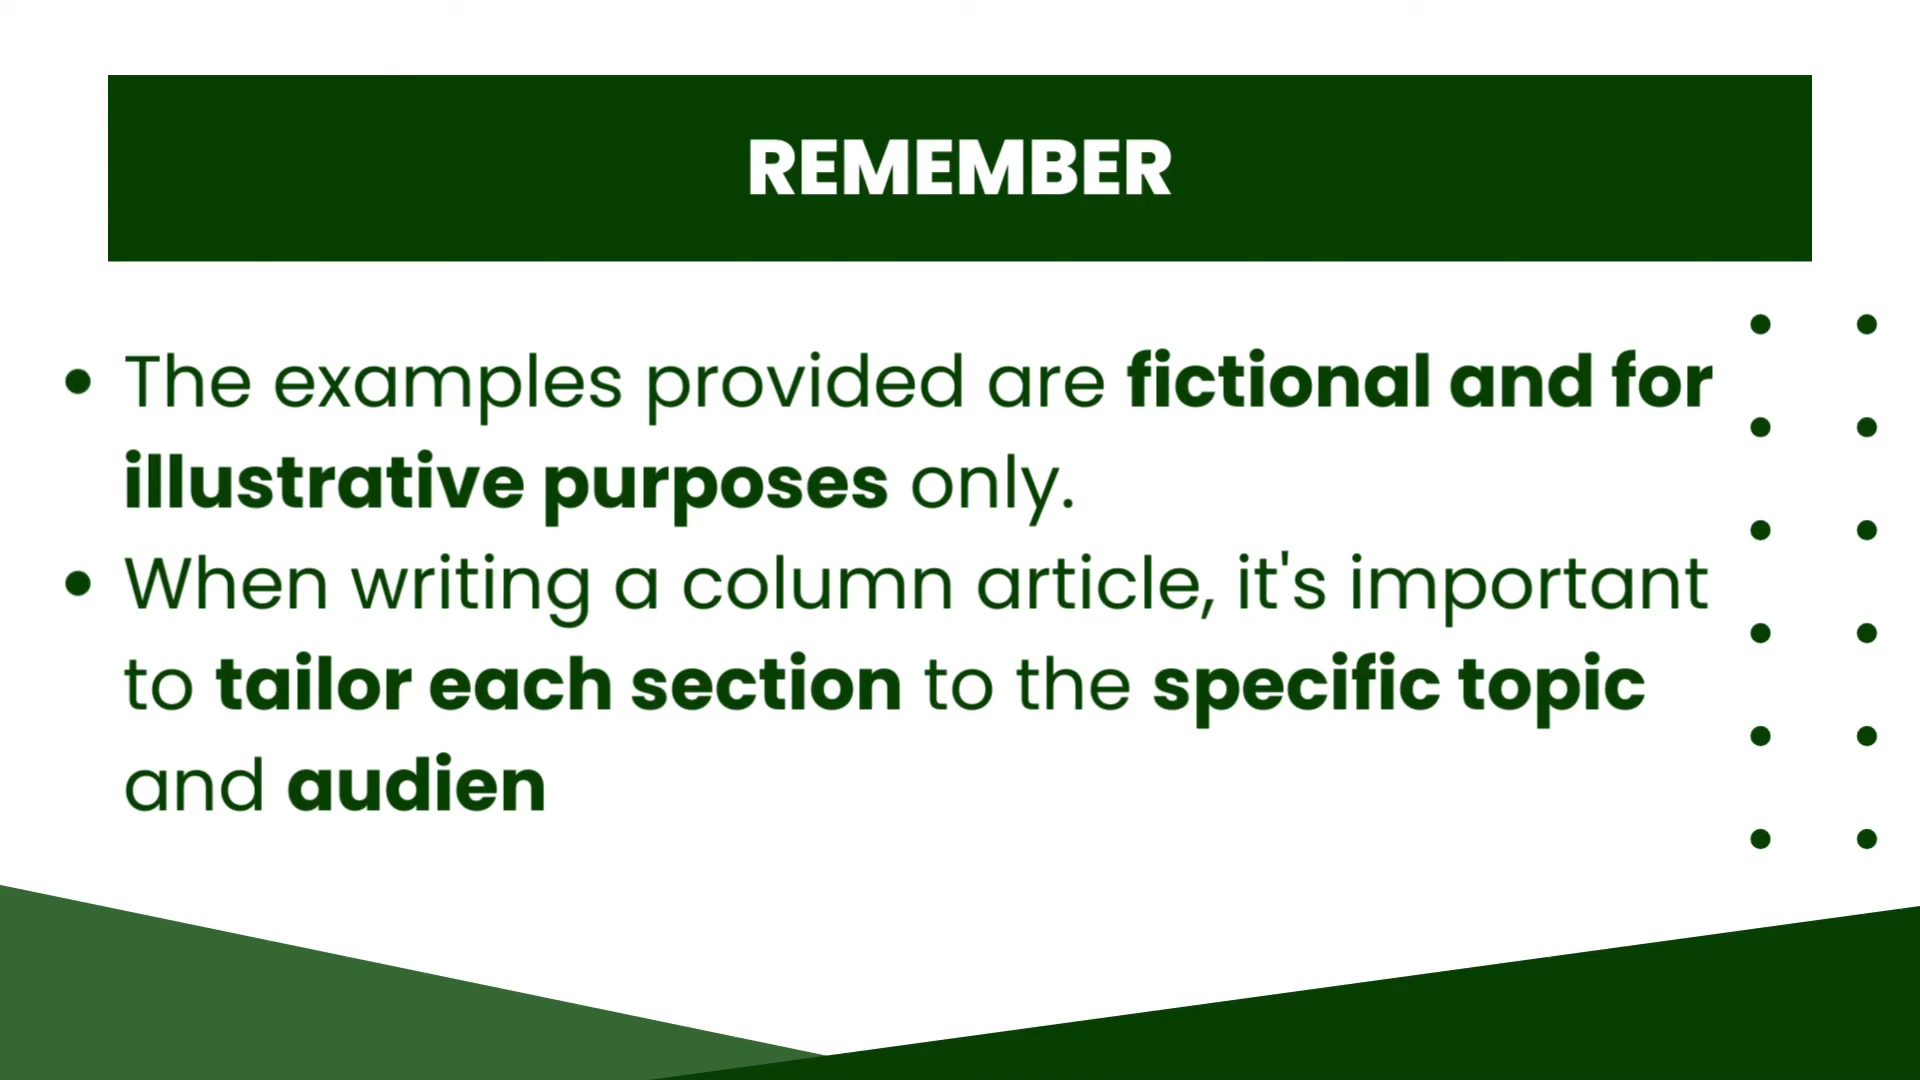 REMEMBER
The examples provided are fictional and for
illustrative purposes only.
When writing a column article, it's important
to tailor each section to the specific topic
and audien